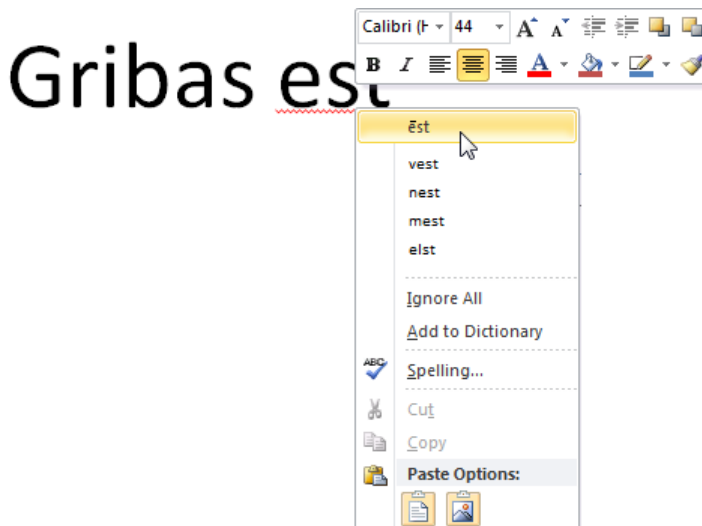 Calibri (H 44 A A
B I A
Gribas est
ēst
vest
nest
mest
elst
Ignore All
Add to Dictionary
ABC Spelling...
Cut
Copy
Paste Options: